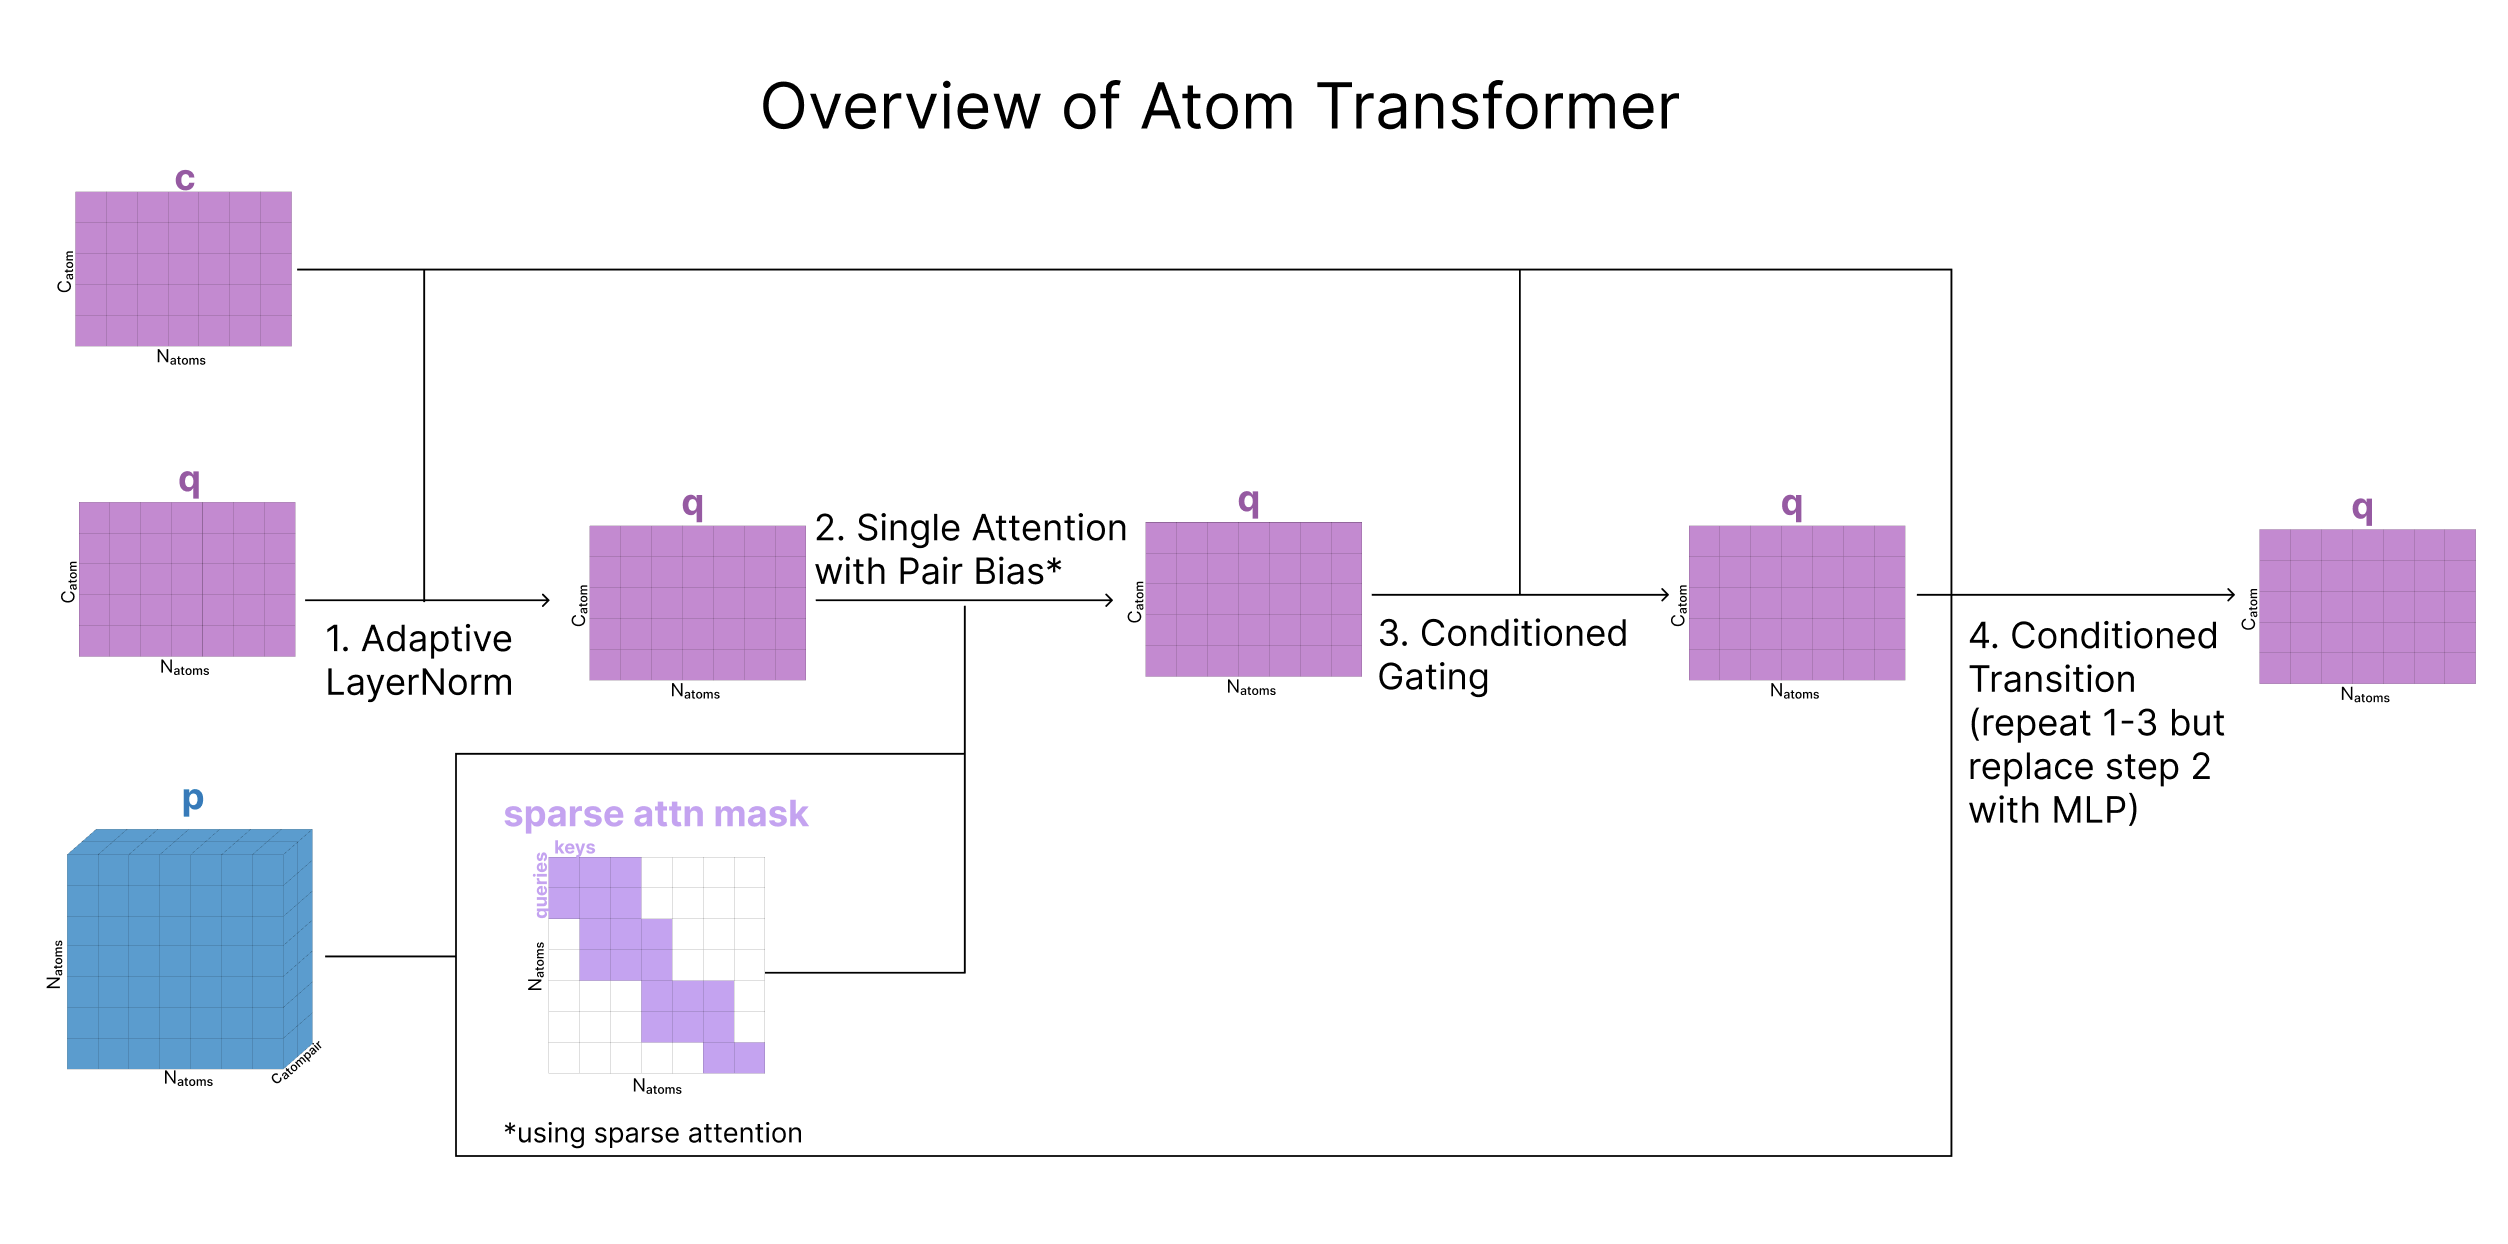 Overview of Atom Transformer
c
Catom
Natoms
q
Catom
Natoms
1. Adaptive
LayerNorm
q
Catom
Natoms
2. Single Attention
with Pair Bias*
q
Catom
Natoms
3. Conditioned
Gating
q
Catom
Natoms
4. Conditioned
Transition
(repeat 1-3 but
replace step 2
with MLP)
q
Catom
Natoms
p
Natoms
Natoms
Catompair
sparse attn mask
keys
queries
Natoms
Natoms
*using sparse attention